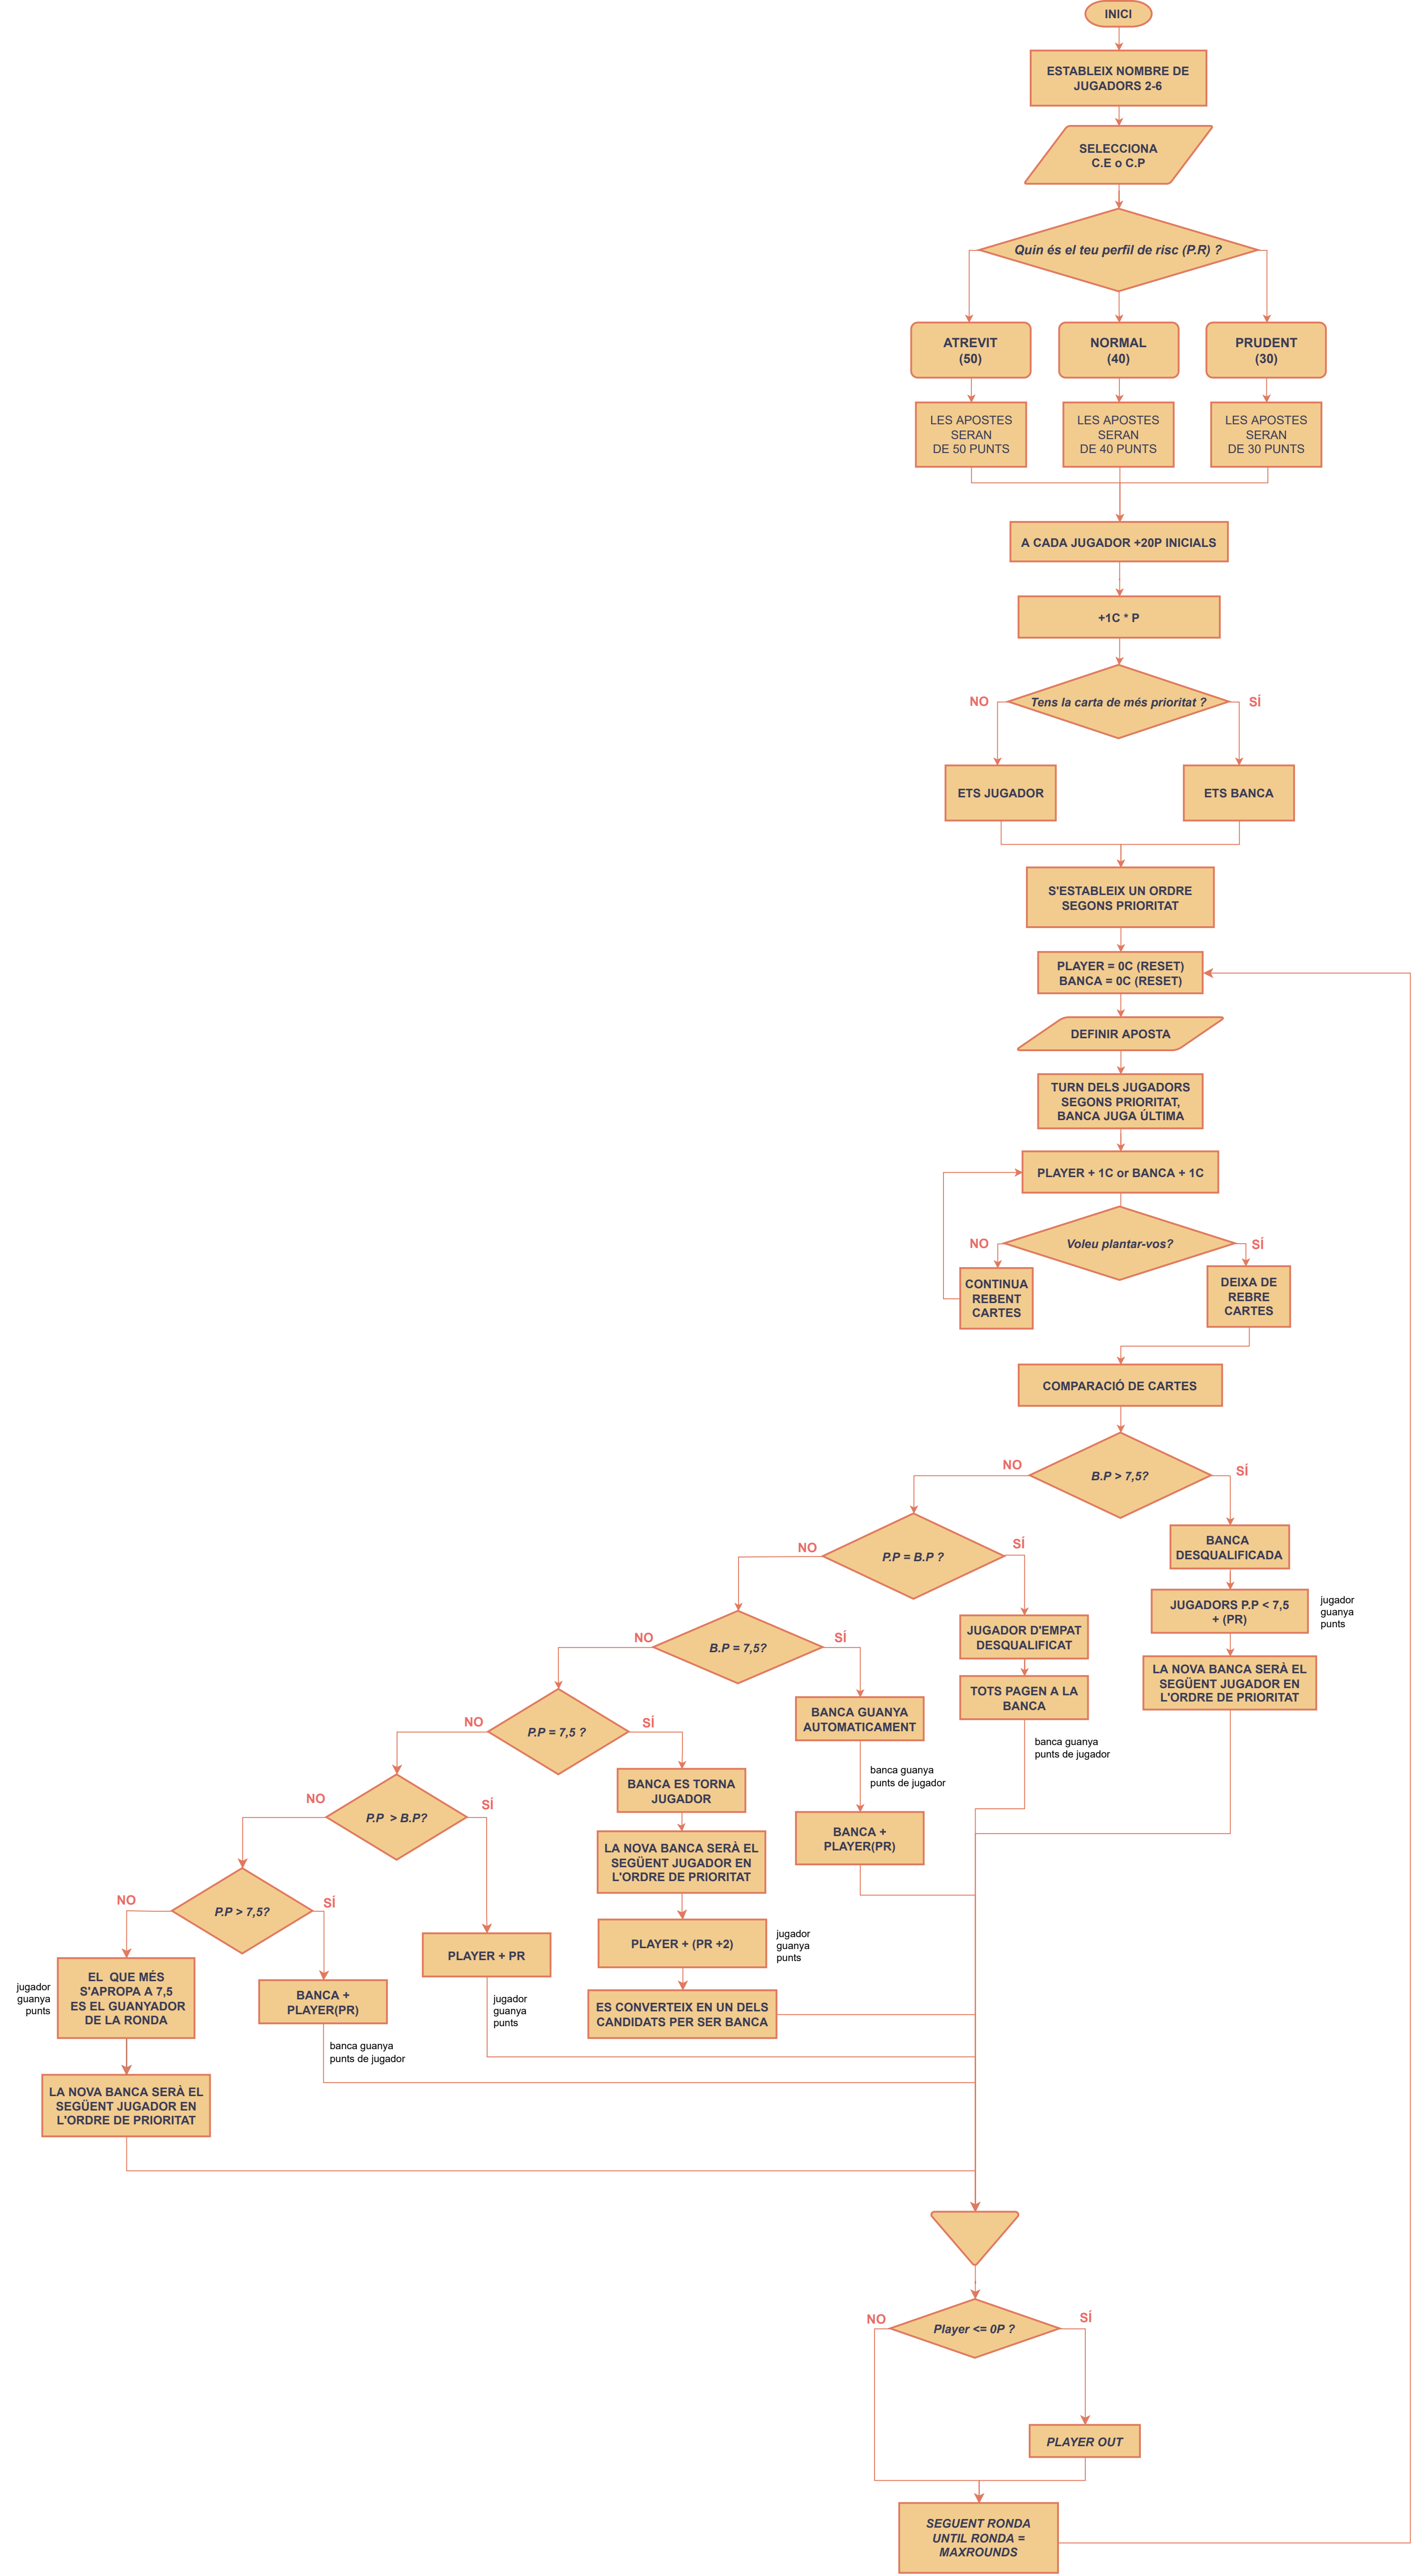 INICI
ESTABLEIX NOMBRE DE
JUGADORS 2-6
SELECCIONA
C.E o C.P
Quin és el teu perfil de risc (P.R) ?
ATREVIT
(50)
NORMAL
(40)
PRUDENT
(30)
LES APOSTES
SERAN
DE 50 PUNTS
LES APOSTES
SERAN
DE 40 PUNTS
LES APOSTES
SERAN
DE 30 PUNTS
A CADA JUGADOR +20P INICIALS
+1C * P
NO
Tens la carta de més prioritat ?
SÍ
ETS JUGADOR
ETS BANCA
S'ESTABLEIX UN ORDRE
SEGONS PRIORITAT
PLAYER = 0C (RESET)
BANCA = 0C (RESET)
DEFINIR APOSTA
TURN DELS JUGADORS
SEGONS PRIORITAT,
BANCA JUGA ÚLTIMA
PLAYER + 1C or BANCA + 1C
NO
Voleu plantar-vos?
SÍ
CONTINUA
REBENT
CARTES
DEIXA DE
REBRE
CARTES
COMPARACIÓ DE CARTES
NO
B.P > 7,5?
SÍ
NO
P.P = B.P ?
SÍ
BANCA
DESQUALIFICADA
JUGADORS P.P < 7,5
+ (PR)
jugador
guanya
punts
LA NOVA BANCA SERÀ EL
SEGÜENT JUGADOR EN
L'ORDRE DE PRIORITAT
NO
B.P = 7,5?
SÍ
JUGADOR D'EMPAT
DESQUALIFICAT
TOTS PAGEN A LA
BANCA
banca guanya
punts de jugador
NO
P.P = 7,5 ?
SÍ
BANCA GUANYA
AUTOMATICAMENT
banca guanya
punts de jugador
BANCA +
PLAYER(PR)
NO
P.P > B.P?
SÍ
BANCA ES TORNA
JUGADOR
LA NOVA BANCA SERÀ EL
SEGÜENT JUGADOR EN
L'ORDRE DE PRIORITAT
PLAYER + (PR +2)
jugador
guanya
punts
ES CONVERTEIX EN UN DELS
CANDIDATS PER SER BANCA
NO
P.P > 7,5?
SÍ
PLAYER + PR
jugador
guanya
punts
jugador
guanya
punts
EL QUE MÉS
S'APROPA A 7,5
ES EL GUANYADOR
DE LA RONDA
BANCA +
PLAYER(PR)
banca guanya
punts de jugador
LA NOVA BANCA SERÀ EL
SEGÜENT JUGADOR EN
L'ORDRE DE PRIORITAT
NO
Player <= 0P ?
SÍ
PLAYER OUT
SEGUENT RONDA
UNTIL RONDA =
MAXROUNDS